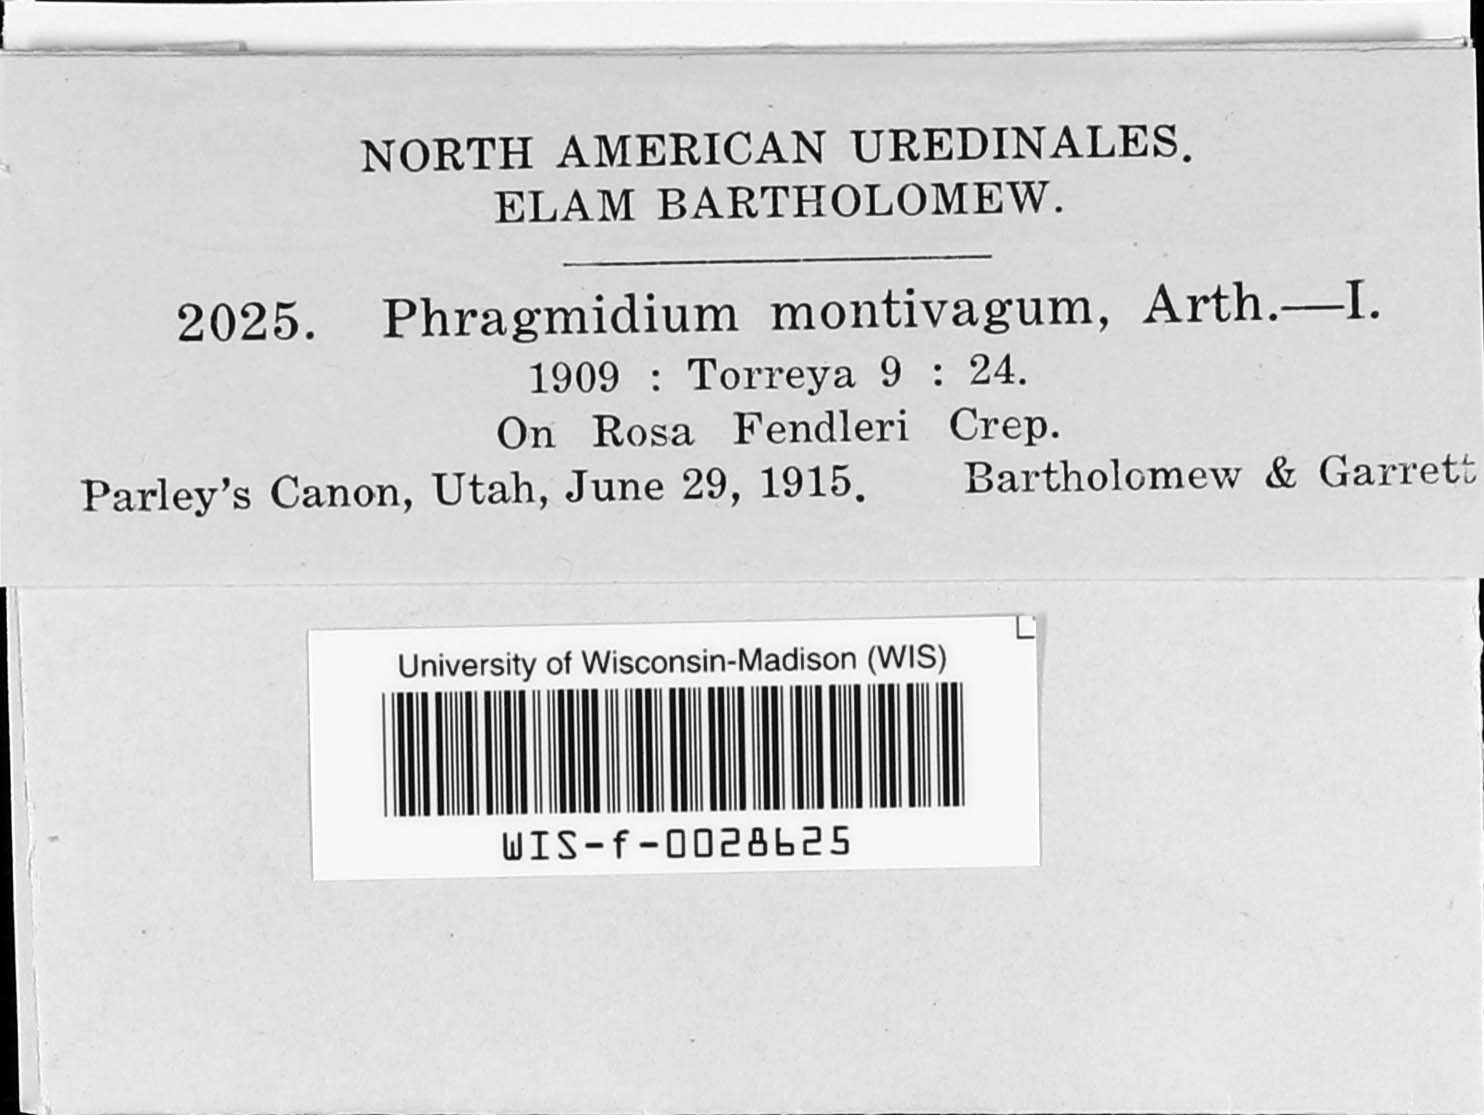 NORTH AMERICAN UREDINALES.
ELAM BARTHOLOMEW.
2025. Phragmidium montivagum, Arth.—I.
1909 : Torreya 9 : 24.
On Rosa Fendleri Crep.
Parley's Canon, Utah, June 29, 1915. Bartholomew & Garrett
University of Wisconsin-Madison (WIS)
WIS-f-0028625